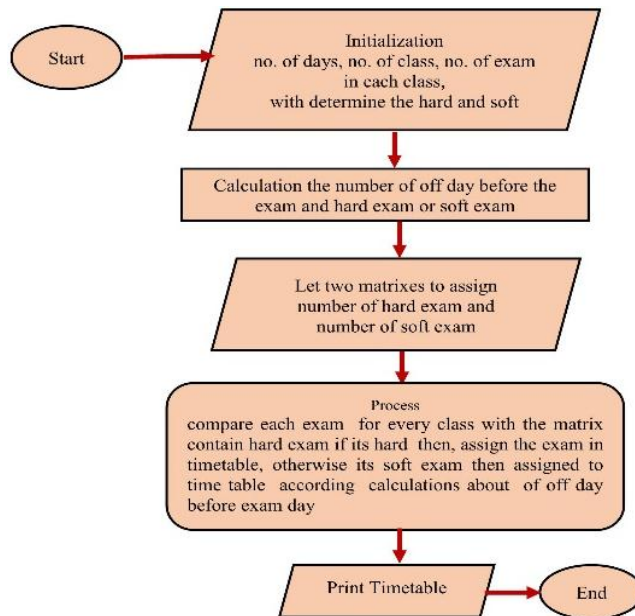 Start
Initialization
no. of days, no. of class, no. of exam
in each class,
with determine the hard and soft
Calculation the number of off day before the
exam and hard exam or soft exam
Let two matrixes to assign
number of hard exam and
number of soft exam
Process
compare each exam for every class with the matrix
contain hard exam if its hard then, assign the exam in
timetable, otherwise its soft exam then assigned to
time table according calculations about of off day
before exam day
Print Timetable
End